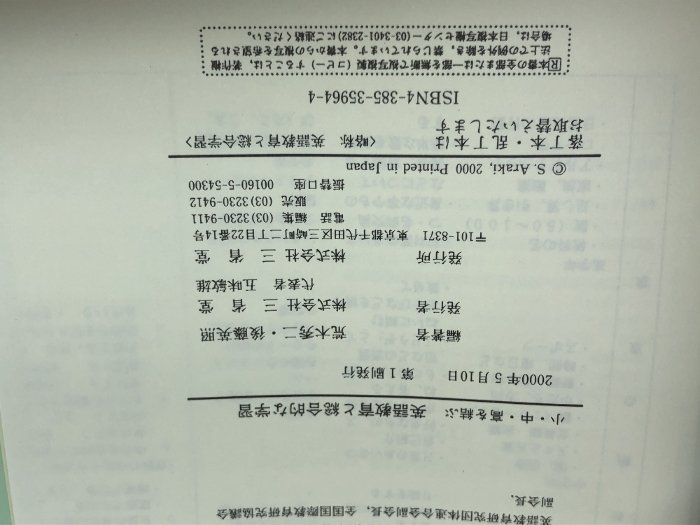 英語教育研究団体連合会副会長，全国国際教育研究協議会
副会長．
小・中・高を結ぶ 英語教育と総合的な学習
2000年5月10日 第1刷発行
編著者 荒木秀二・後藤英照
発行者 株式会社 三省堂
代表者 五味敏雄
発行所 株式会社 三省堂
〒101-8371 東京都千代田区三崎町二丁目22番14号
電話 編集 (03) 3230-9411
販売 (03) 3230-9412
振替口座 00160-5-54300
© S. Araki, 2000 Printed in Japan
落丁本・乱丁本は 〈略称 英語教育と総合学習〉
お取替えいたします
ISBN4-385-35964-4
Ⓡ本書の全部または一部を無断で複写複製（コピー）することは，著作権
法上での例外を除き，禁じられています。本書からの複写を希望される
場合は，日本複写権センター(03-3401-2382)にご連絡ください。